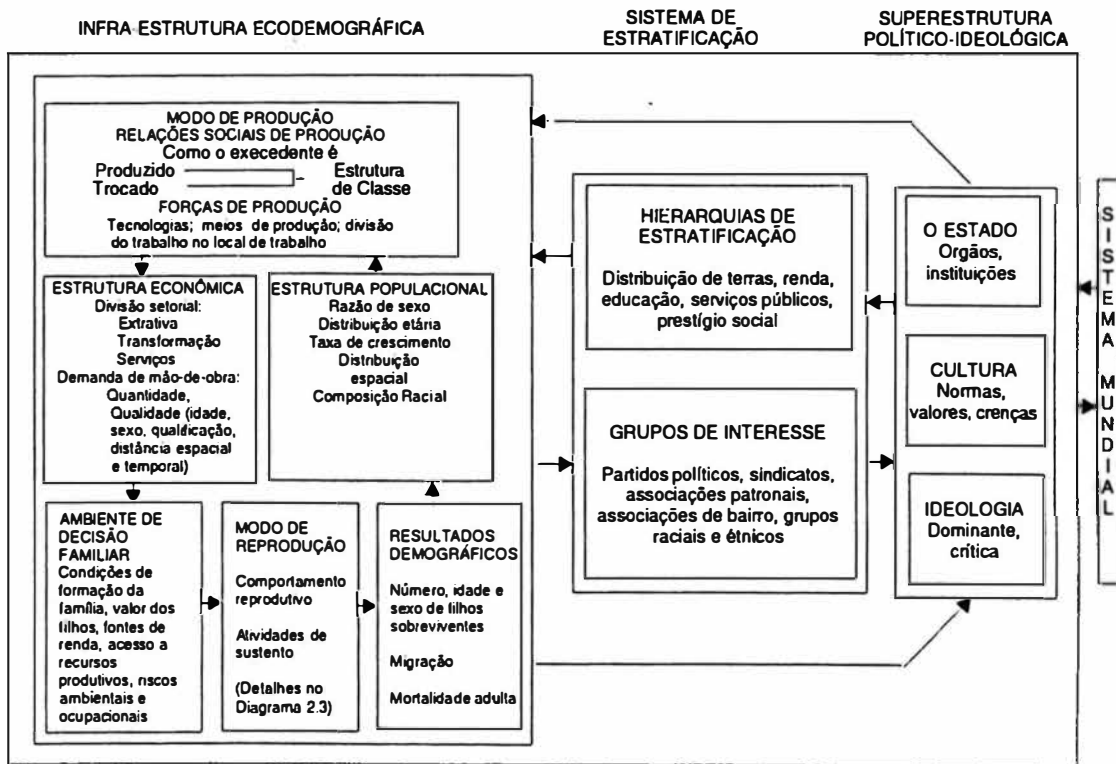 INFRA-ESTRUTURA ECODEMOGRÁFICA
SISTEMA DE
ESTRATIFICAÇÃO
SUPERESTRUTURA
POLÍTICO-IDEOLÓGICA
MODO DE PRODUÇÃO
RELAÇÕES SOCIAIS DE PROOUÇÃO
Como o execedente é
Produzido
Trocado
Estrutura
de Classe
FORÇAS DE PRODUÇÃO
Tecnologias; meios de produção; divisão
do trabalho no local de trabalho
ESTRUTURA ECONÔMICA
Divisão setorial:
Extrativa
Transformação
Serviços
Demanda de mão-de-obra:
Quantidade,
Qualidade (idade,
sexo, qualificação,
distância espacial
e temporal)
ESTRUTURA POPULACIONAL
Razão de sexo
Distribuição etária
Taxa de crescimento
Distribuição
espacial
Composição Racial
AMBIENTE DE
DECISÃO
FAMILIAR
Condições de
formação da
família, valor dos
filhos, fontes de
renda, acesso a
recursos
produtivos, riscos
ambientais e
ocupacionais
MODO DE
REPRODUÇÃO
Comportamento
reprodutivo
Atividades de
sustento
(Detalhes no
Diagrama 2.3)
RESULTADOS
DEMOGRÁFICOS
Número, idade e
sexo de filhos
sobreviventes
Migração
Mortalidade adulta
HIERARQUIAS DE
ESTRATIFICAÇÃO
Distribuição de terras, renda,
educação, serviços públicos,
prestígio social
GRUPOS DE INTERESSE
Partidos políticos, sindicatos,
associações patronais,
associações de bairro, grupos
raciais e étnicos
O ESTADO
Orgãos,
instituições
CULTURA
Normas,
valores, crenças
IDEOLOGIA
Dominante,
crítica
SISTEMA MUNDIAL